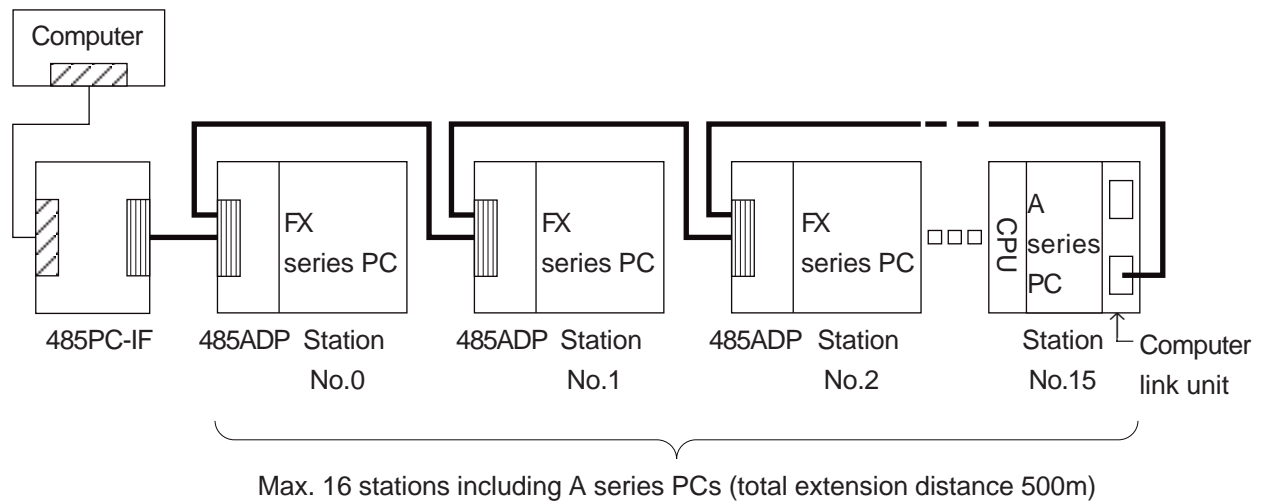 Computer
FX
series PC
FX
series PC
FX
series PC
CPU
A
series
PC
485PC-IF
485ADP Station
No.0
485ADP Station
No.1
485ADP Station
No.2
Station
No.15
Computer
link unit
Max. 16 stations including A series PCs (total extension distance 500m)